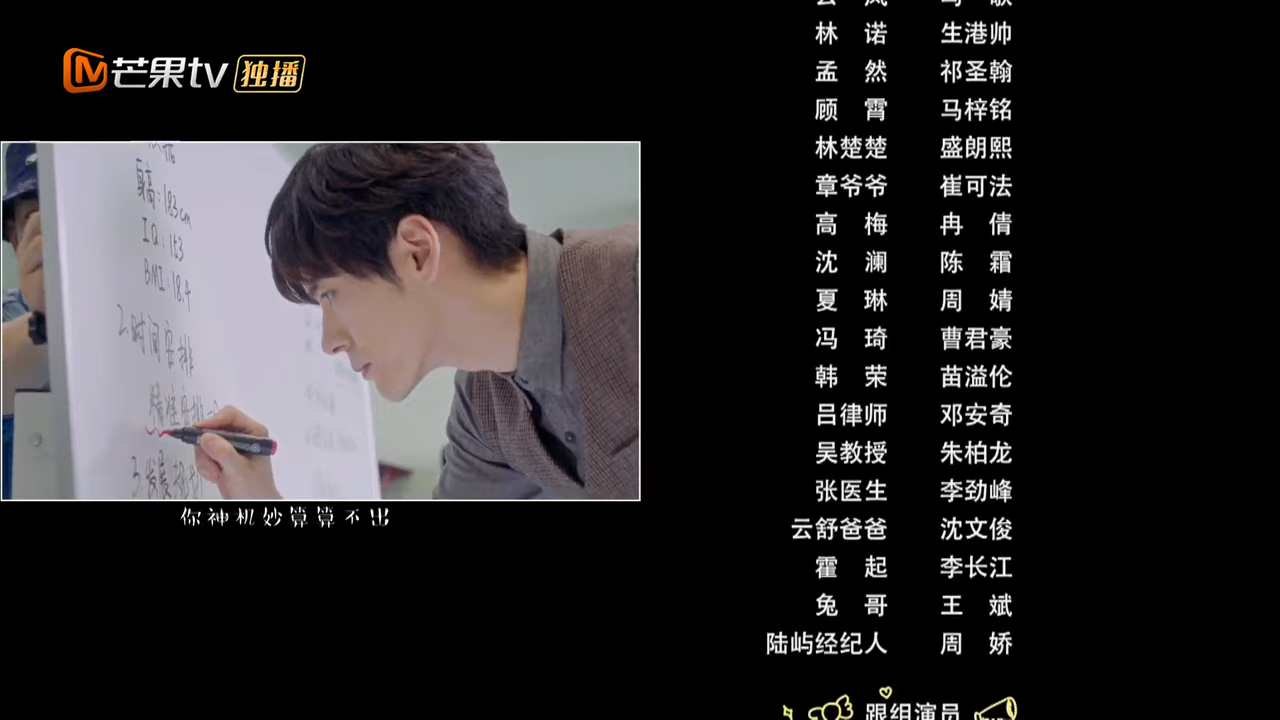 芒果tv 独播
身高:183cm
IQ:153
BMI:18.4
2.时间安排
你神机妙算算不出
林 诺 生港帅
孟 然 祁圣翰
顾 霄 马梓铭
林楚楚 盛朗熙
章爷爷 崔可法
高 梅 冉 倩
沈 澜 陈 霜
夏 琳 周 婧
冯 琦 曹君豪
韩 荣 苗溢伦
吕律师 邓安奇
吴教授 朱柏龙
张医生 李劲峰
云舒爸爸 沈文俊
霍 起 李长江
兔 哥 王 斌
陆屿经纪人 周 娇
跟组演员